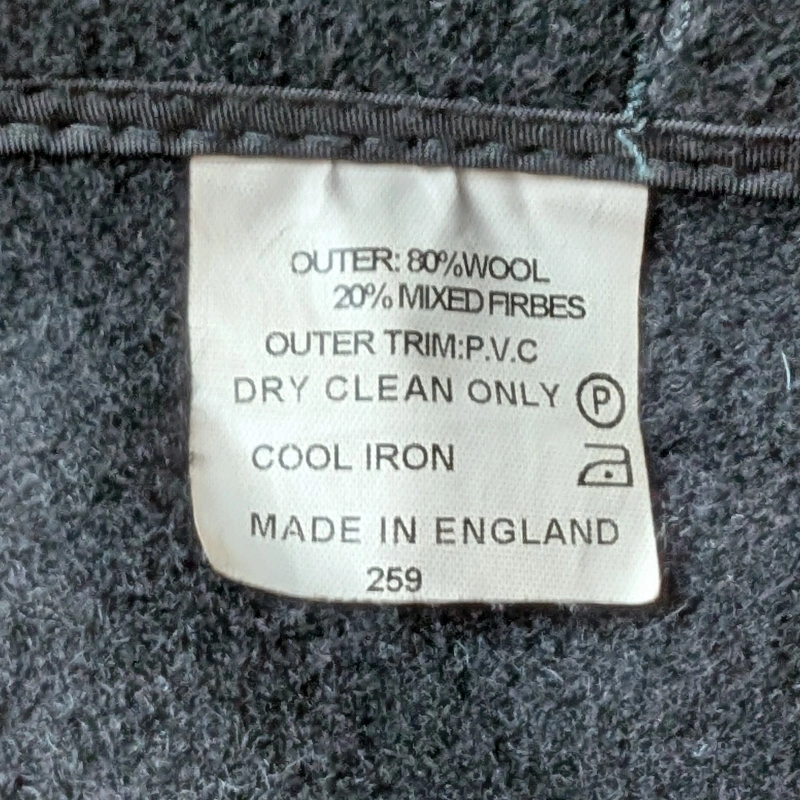 OUTER: 80%WOOL
20% MIXED FIRBES
OUTER TRIM:P.V.C
DRY CLEAN ONLY P
COOL IRON
MADE IN ENGLAND
259